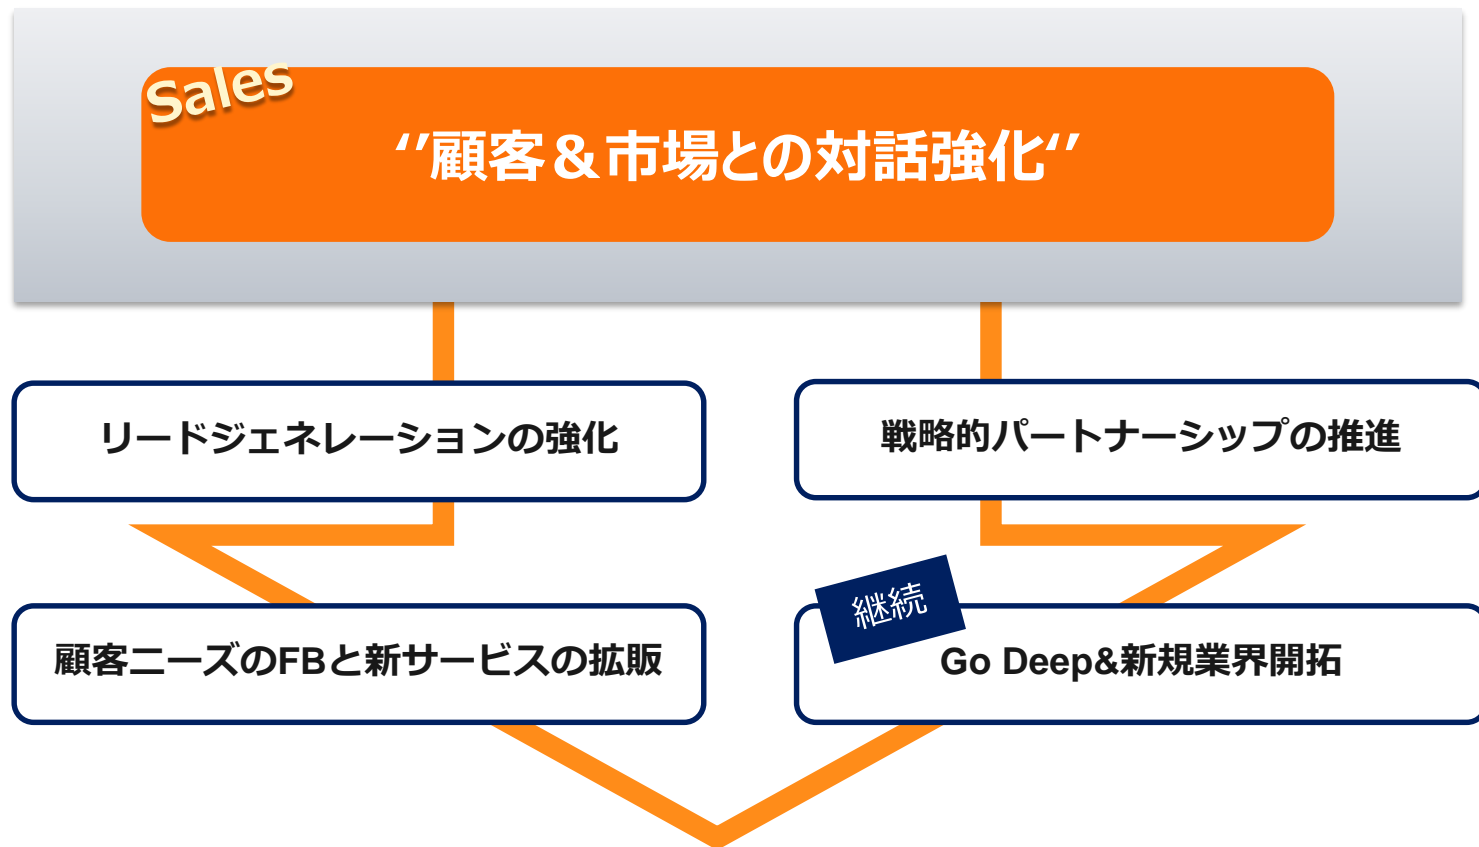 Sales
‘’顧客＆市場との対話強化‘’
リードジェネレーションの強化
戦略的パートナーシップの推進
顧客ニーズのFBと新サービスの拡販
継続
Go Deep&新規業界開拓